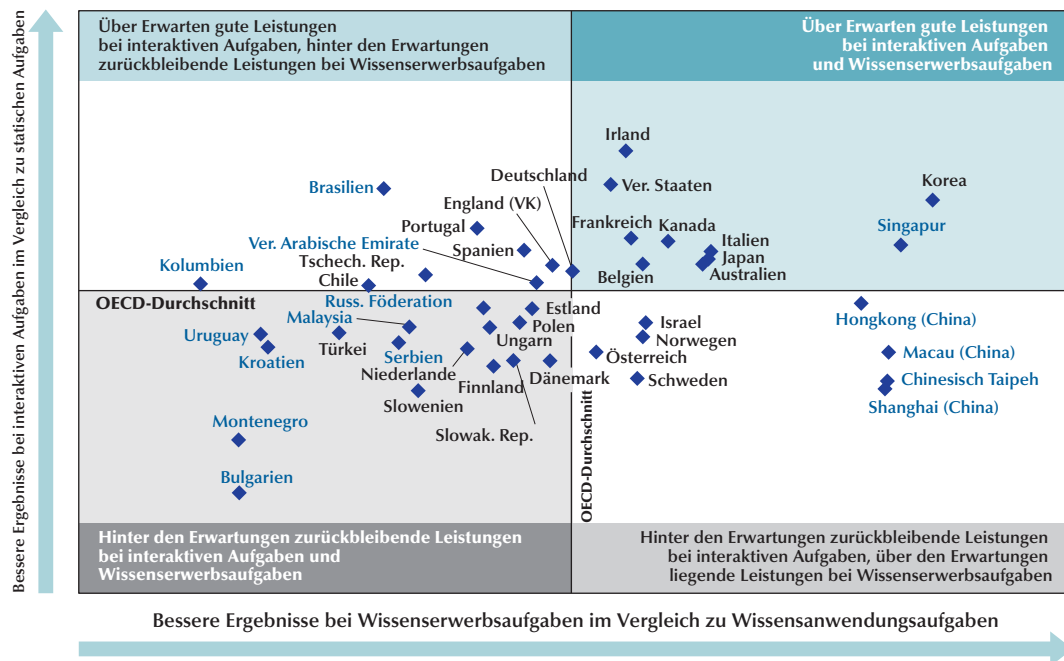 Bessere Ergebnisse bei interaktiven Aufgaben im Vergleich zu statischen Aufgaben
Über Erwarten gute Leistungen
bei interaktiven Aufgaben, hinter den Erwartungen
zurückbleibende Leistungen bei Wissenserwerbsaufgaben
Über Erwarten gute Leistungen
bei interaktiven Aufgaben
und Wissenserwerbsaufgaben
Irland
Deutschland
Brasilien
Ver. Staaten
Korea
England (VK)
Portugal
Frankreich
Kanada
Singapur
Ver. Arabische Emirate
Spanien
Italien
Tschech. Rep.
Japan
Kolumbien
Chile
Belgien
Australien
OECD-Durchschnitt
Russ. Föderation
Estland
Malaysia
Polen
Israel
Hongkong (China)
Uruguay
Türkei
Ungarn
Norwegen
Kroatien
Serbien
Österreich
Macau (China)
Niederlande
Finnland
Dänemark
Schweden
Chinesisch Taipeh
Slowenien
Shanghai (China)
Montenegro
Slowak. Rep.
OECD-Durchschnitt
Bulgarien
Hinter den Erwartungen zurückbleibende Leistungen
bei interaktiven Aufgaben und
Wissenserwerbsaufgaben
Hinter den Erwartungen zurückbleibende Leistungen
bei interaktiven Aufgaben, über den Erwartungen
liegende Leistungen bei Wissenserwerbsaufgaben
Bessere Ergebnisse bei Wissenserwerbsaufgaben im Vergleich zu Wissensanwendungsaufgaben